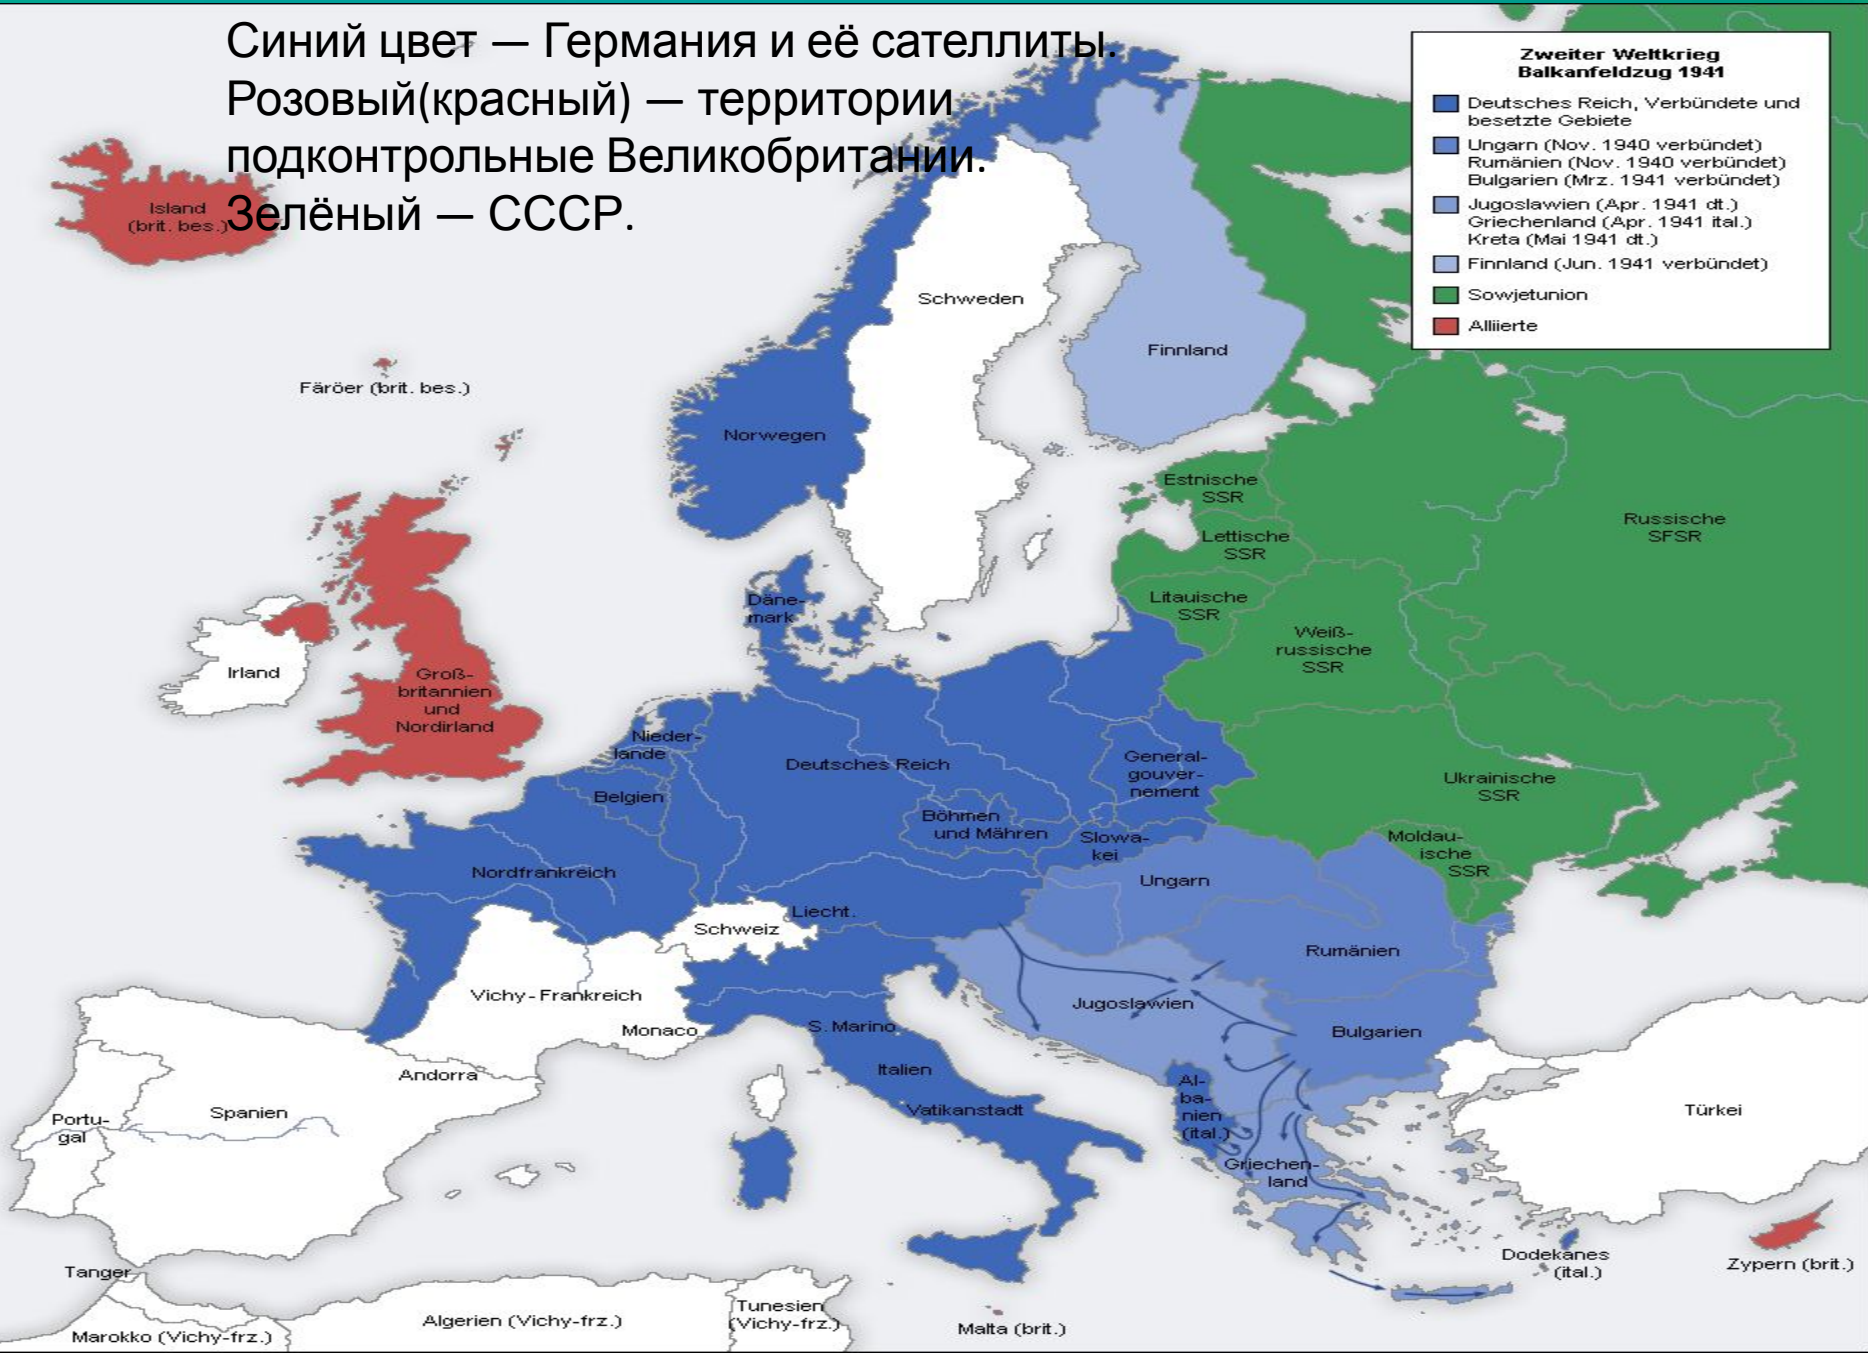 Синий цвет — Германия и её сателлиты.
Розовый(красный) — территории
подконтрольные Великобритании.
Зелёный — СССР.
Zweiter Weltkrieg
Balkanfeldzug 1941
Deutsches Reich, Verbündete und
besetzte Gebiete
Ungarn (Nov. 1940 verbündet)
Rumänien (Nov. 1940 verbündet)
Bulgarien (Mrz. 1941 verbündet)
Jugoslawien (Apr. 1941 dt.)
Griechenland (Apr. 1941 ital.)
Kreta (Mai 1941 dt.)
Finnland (Jun. 1941 verbündet)
Sowjetunion
Alliierte
Island
(brit. bes.)
Schweden
Finnland
Färöer (brit. bes.)
Norwegen
Estnische
SSR
Lettische
SSR
Russische
SFSR
Litauische
SSR
Däne-
mark
Weiß-
russische
SSR
Irland
Groß-
britannien
und
Nordirland
Nieder-
lande
Deutsches Reich
General-
gouver-
nement
Ukrainische
SSR
Belgien
Böhmen
und Mähren
Slowa-
kei
Moldau-
ische
SSR
Nordfrankreich
Ungarn
Liecht.
Schweiz
Rumänien
Vichy-Frankreich
Jugoslawien
Monaco
S. Marino
Bulgarien
Italien
Andorra
Al-
ba-
nien
(ital.)
Portu-
gal
Spanien
Vatikanstadt
Türkei
Griechen-
land
Dodekanes
(ital.)
Zypern (brit.)
Tanger
Marokko (Vichy-frz.)
Algerien (Vichy-frz.)
Tunesien
(Vichy-frz.)
Malta (brit.)